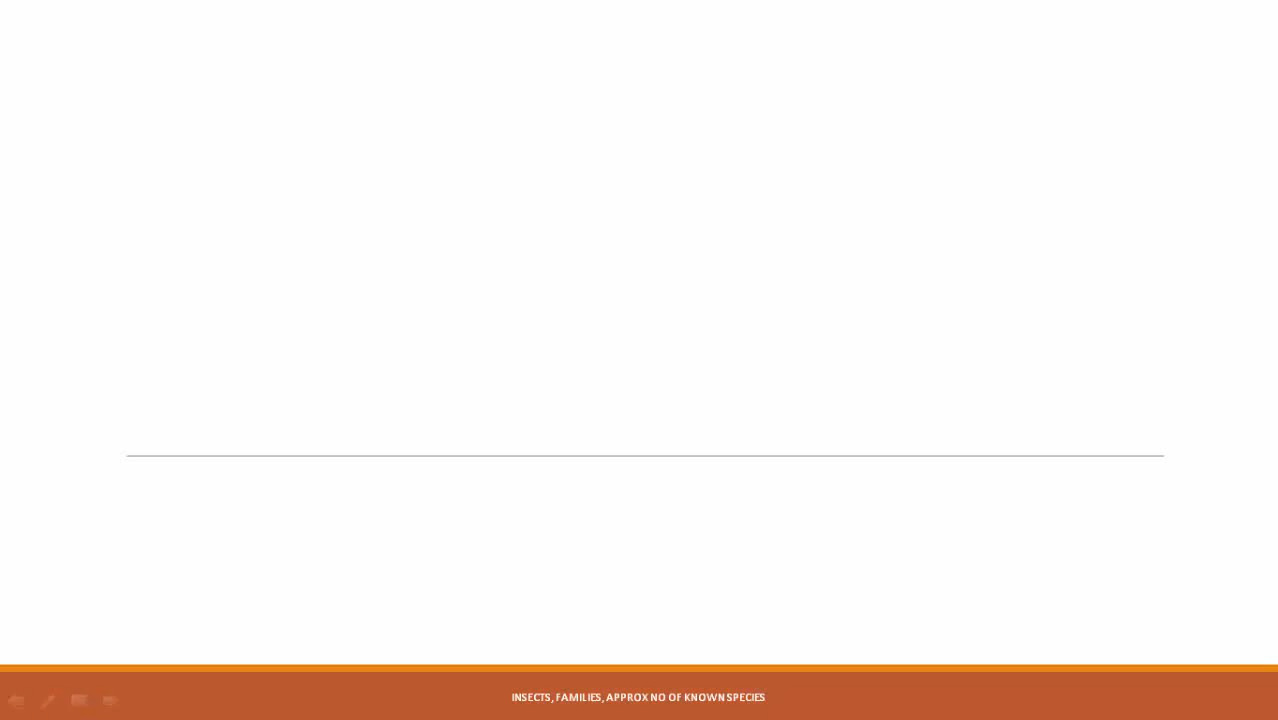 INSECTS, FAMILIES, APPROX NO OF KNOWN SPECIES